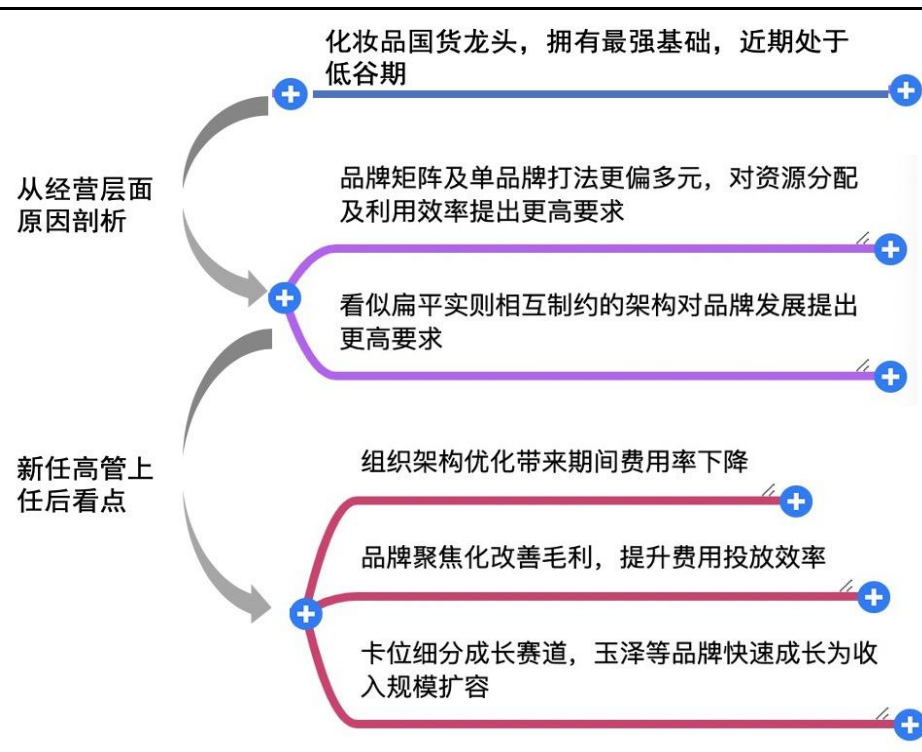 化妆品国货龙头，拥有最强基础，近期处于
低谷期
从经营层面
原因剖析
品牌矩阵及单品牌打法更偏多元，对资源分配
及利用效率提出更高要求
看似扁平实则相互制约的架构对品牌发展提出
更高要求
新任高管上
任后看点
组织架构优化带来期间费用率下降
品牌聚焦化改善毛利，提升费用投放效率
卡位细分成长赛道，玉泽等品牌快速成长为收
入规模扩容